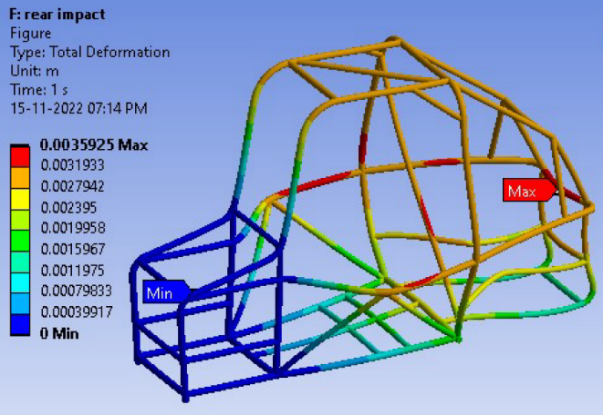 F: rear impact
Figure
Type: Total Deformation
Unit: m
Time: 1 s
15-11-2022 07:14 PM
0.0035925 Max
0.0031933
0.0027942
0.002395
0.0019958
0.0015967
0.0011975
0.00079833
0.00039917
0 Min
Max
Min